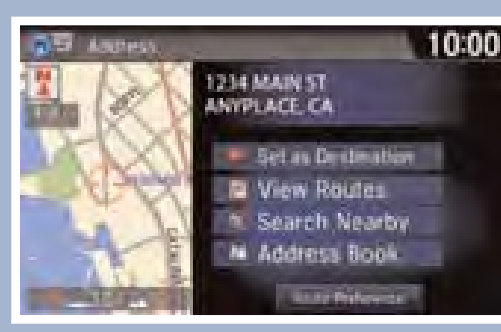 Address
10:00
1234 MAIN ST
ANYPLACE, CA
Set as Destination
View Routes
Search Nearby
Address Book
Route Preference